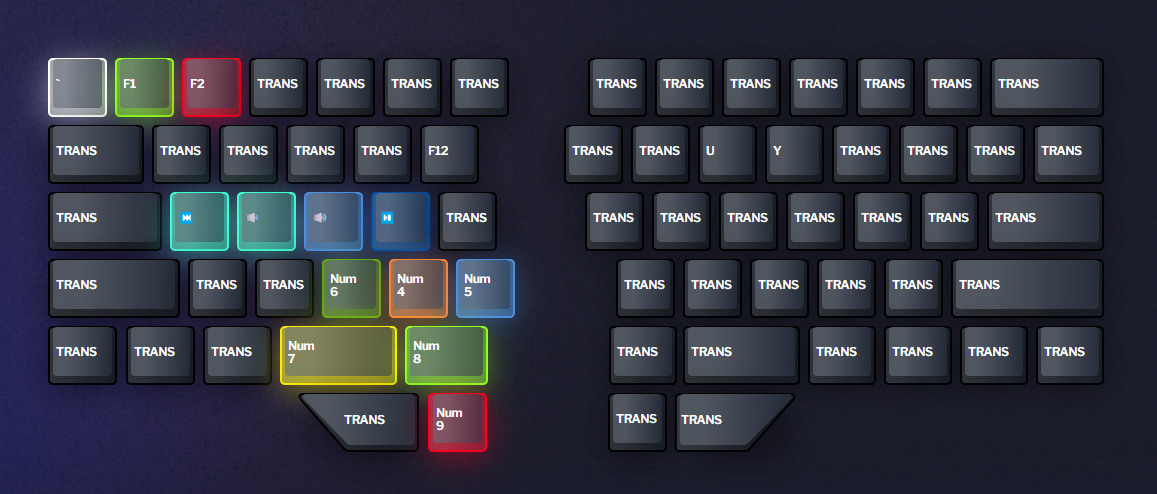 ` F1 F2 TRANS TRANS TRANS TRANS TRANS TRANS TRANS TRANS TRANS TRANS TRANS
TRANS TRANS TRANS TRANS TRANS F12 TRANS TRANS U Y TRANS TRANS TRANS TRANS
TRANS ⏭ 🔈 🔊 ⏯ TRANS TRANS TRANS TRANS TRANS TRANS TRANS TRANS
TRANS TRANS TRANS Num 6 Num 4 Num 5 TRANS TRANS TRANS TRANS TRANS TRANS
TRANS TRANS TRANS Num 7 Num 8 TRANS TRANS TRANS TRANS TRANS TRANS
TRANS Num 9 TRANS TRANS